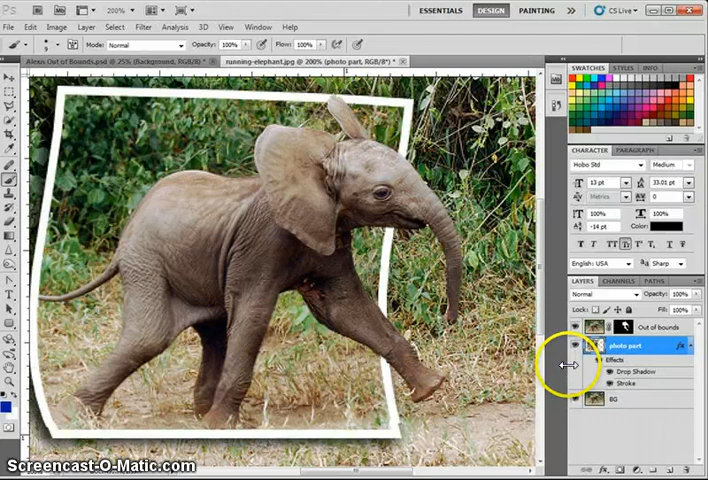 Ps 200% ESSENTIALS DESIGN PAINTING CS Live
File Edit Image Layer Select Filter Analysis 3D View Window Help
Mode: Normal Opacity: 100% Flow: 100%
Alexis Out of Bounds.psd @ 25% (Background, RGB/8) * running-elephant.jpg @ 200% (photo part, RGB/8*) *
SWATCHES STYLES INFO
CHARACTER PARAGRAPH
Hobo Std Medium
13 pt 33.01 pt
Metrics 0
100% 100%
-14 pt Color:
English: USA Sharp
LAYERS CHANNELS PATHS
Normal Opacity: 100%
Lock: Fill: 100%
Out of bounds
photo part fx
Effects
Drop Shadow
Stroke
BG
Screencast-O-Matic.com